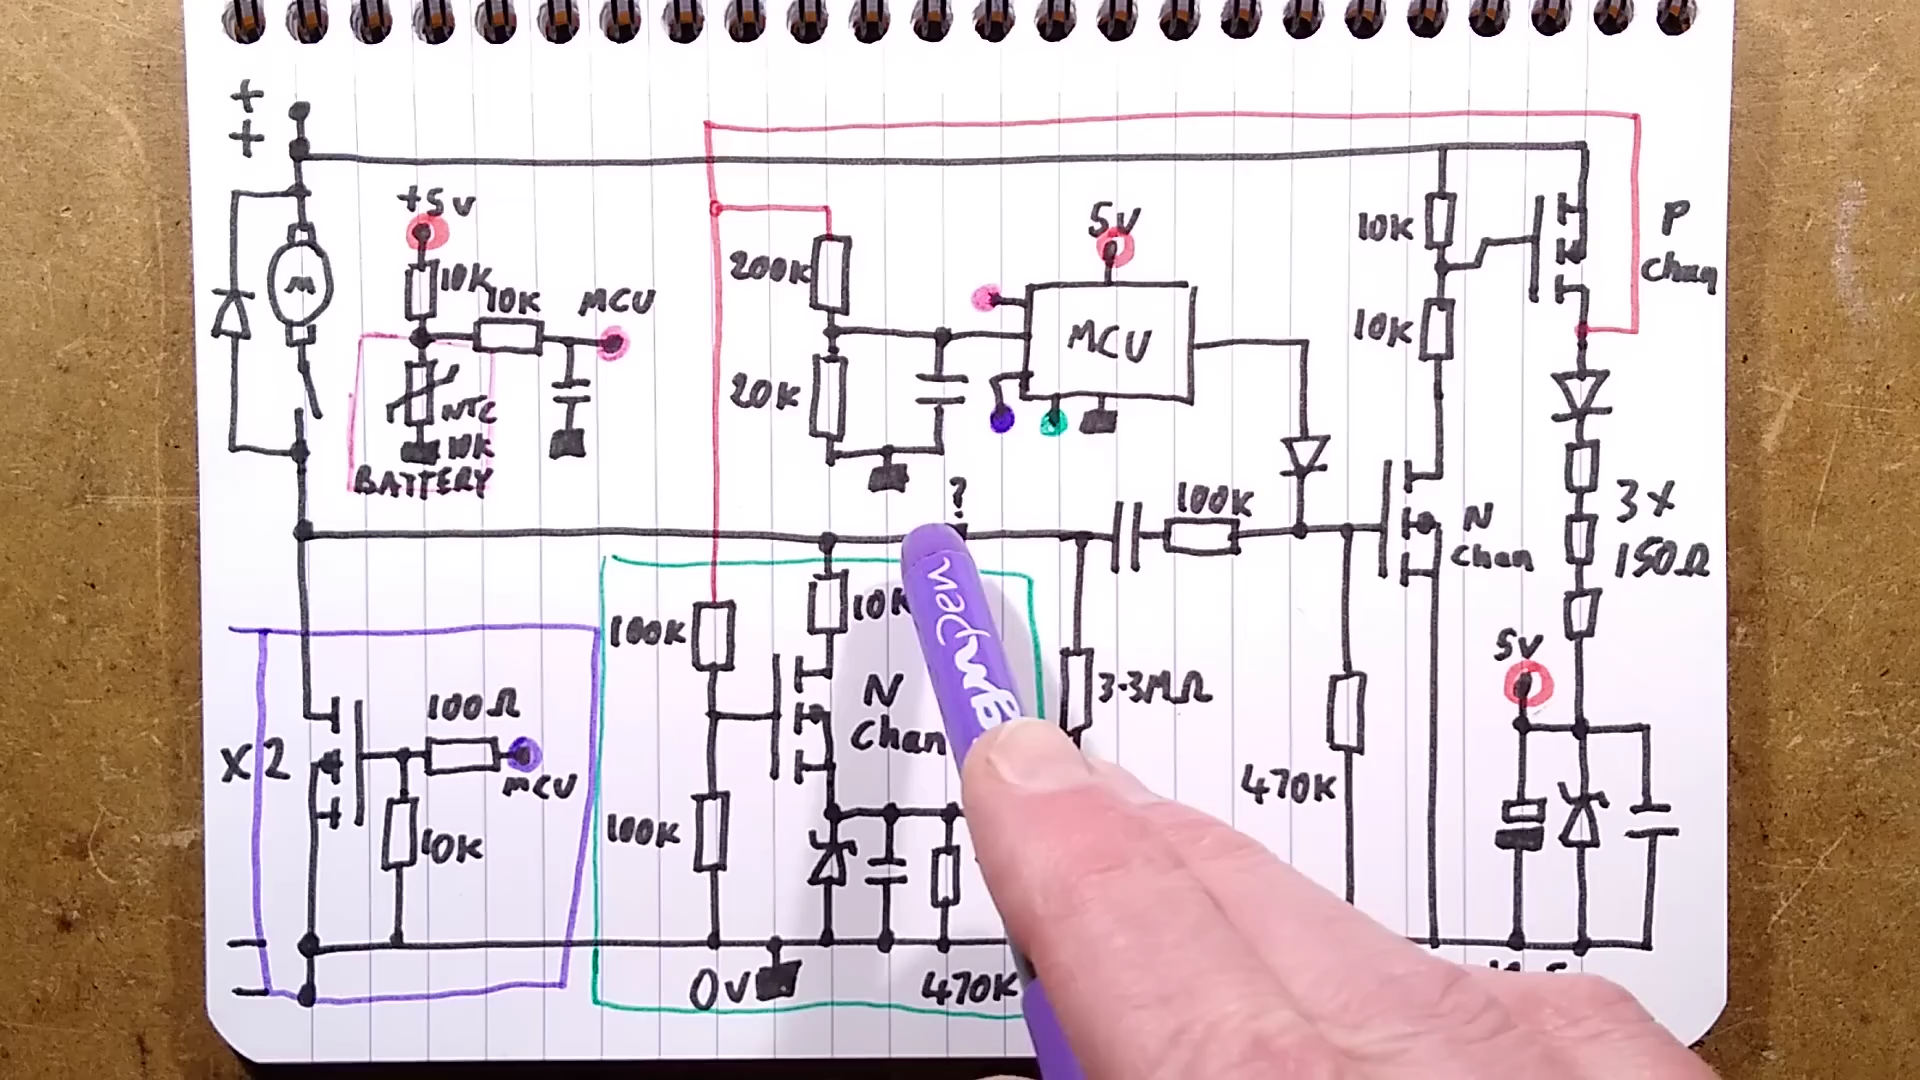 +
+
+5v
10K
10K
MCU
NTC
10K
BATTERY
M
200K
20K
5v
MCU
10K
10K
P
chan
?
100K
N
chan
3x
150Ω
100K
10K
N
Chan
3.3MΩ
5v
x2
100Ω
MCU
10K
100K
470K
0v
470K